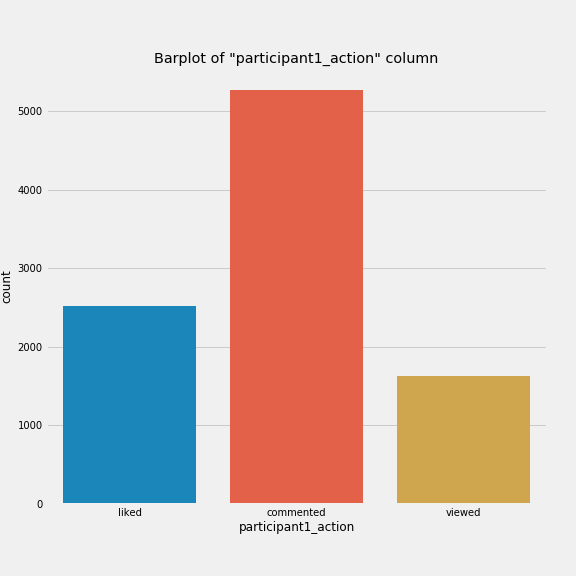 Barplot of "participant1_action" column
5000
4000
3000
2000
1000
0
count
liked
commented
viewed
participant1_action